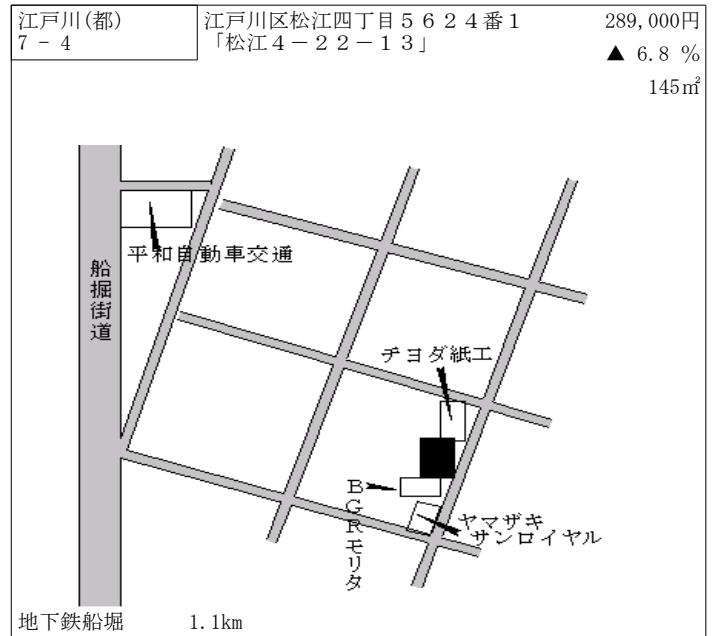 江戸川(都)
7 - 4
江戸川区松江四丁目5624番1
「松江4-22-13」
289,000円
▲ 6.8 %
145㎡
平和自動車交通
船堀街道
チヨダ紙工
BGRモリタ
ヤマザキ
サンロイヤル
地下鉄船堀 1.1km